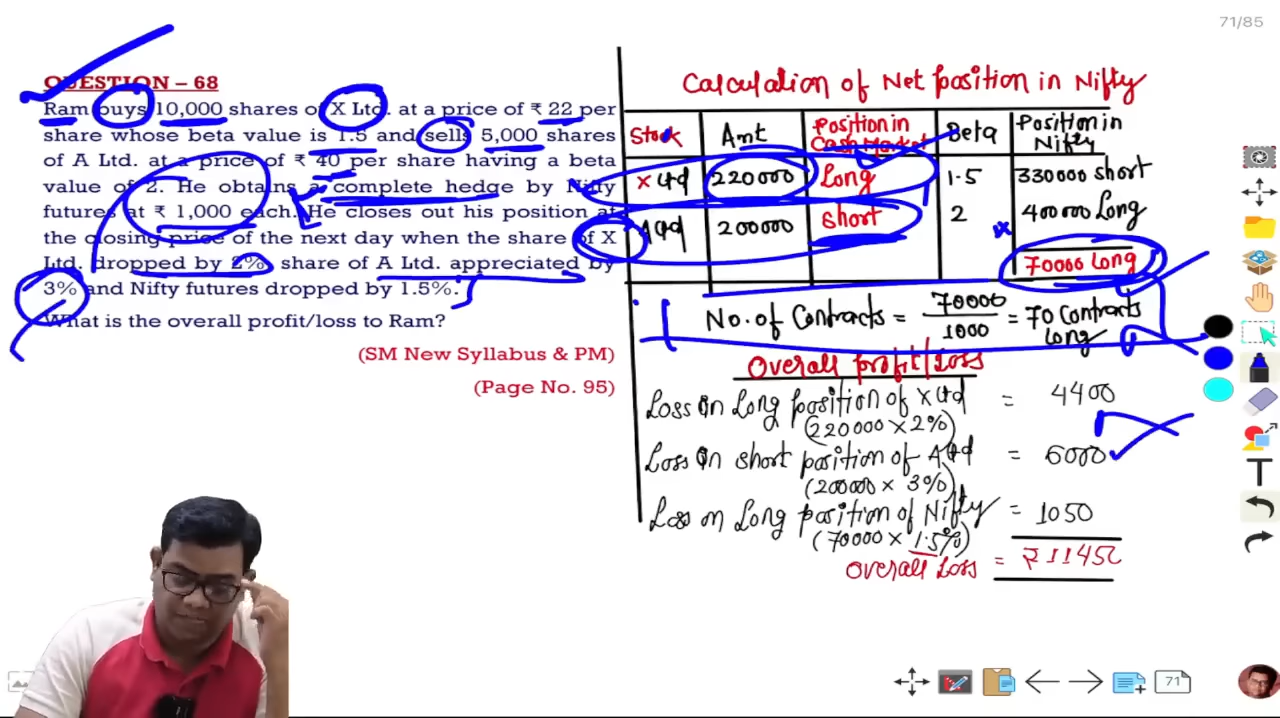 71/85
QUESTION – 68
Ram buys 10,000 shares of X Ltd. at a price of ₹ 22 per
share whose beta value is 1.5 and sells 5,000 shares
of A Ltd. at a price of ₹ 40 per share having a beta
value of 2. He obtains a complete hedge by Nifty
futures at ₹ 1,000 each. He closes out his position at
the closing price of the next day when the share of X
Ltd. dropped by 2% share of A Ltd. appreciated by
3% and Nifty futures dropped by 1.5%.
What is the overall profit/loss to Ram?
(SM New Syllabus & PM)
(Page No. 95)
Calculation of Net position in Nifty
Stock Amt Position in Cash Market Beta Position in Nifty
X Ltd 220000 Long 1.5 330000 short
A Ltd 200000 short 2 400000 Long
70000 Long
No. of Contracts = 70000/1000 = 70 Contracts Long
Overall profit/Loss
Loss on Long position of X Ltd = 4400
(220000 x 2%)
Loss on short position of A Ltd = 6000
(200000 x 3%)
Loss on Long position of Nifty = 1050
(70000 x 1.5%)
Overall Loss = ₹11450
T
71